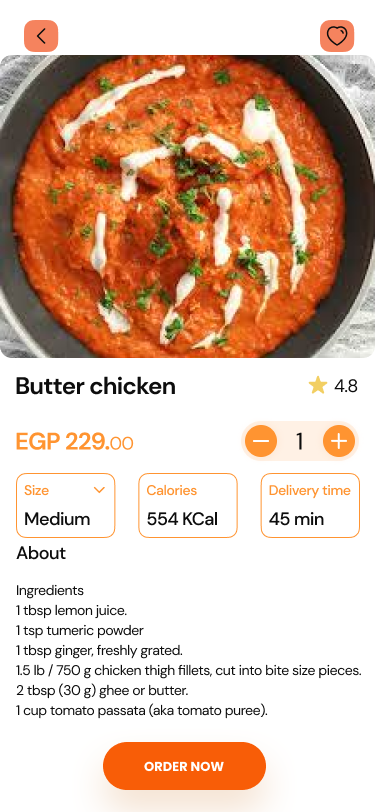 Butter chicken
4.8
EGP 229.00
1
Size
Calories
Delivery time
Medium
554 KCal
45 min
About
Ingredients
1 tbsp lemon juice.
1 tsp tumeric powder
1 tbsp ginger, freshly grated.
1.5 lb / 750 g chicken thigh fillets, cut into bite size pieces.
2 tbsp (30 g) ghee or butter.
1 cup tomato passata (aka tomato puree).
ORDER NOW